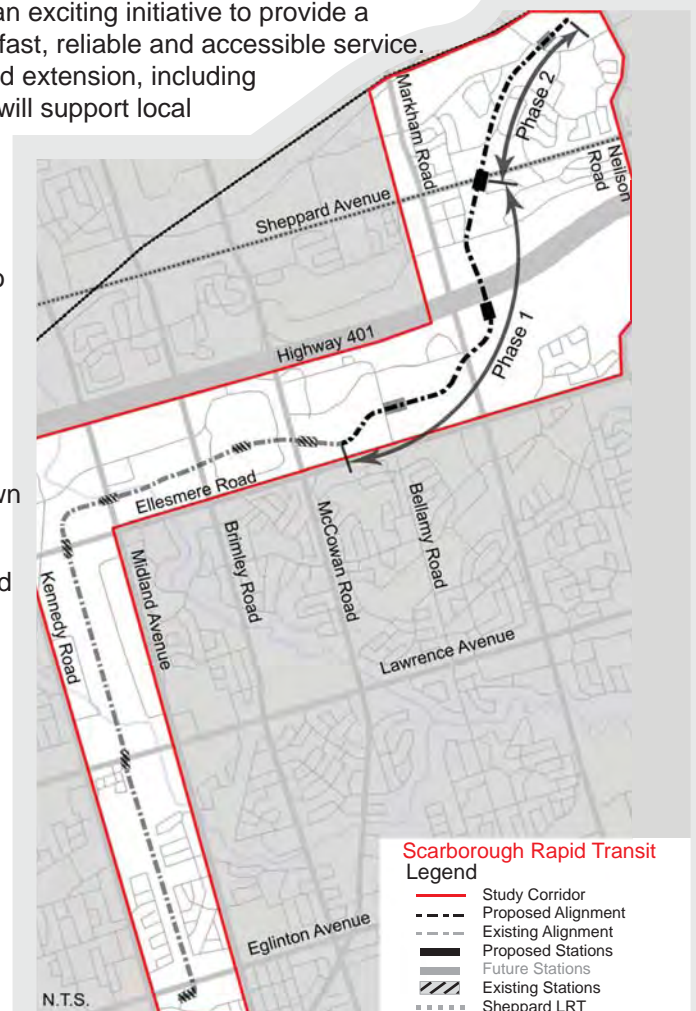 an exciting initiative to provide a
fast, reliable and accessible service.
d extension, including
will support local
o
wn
d
Markham Road
Phase 2
Neilson
Road
Sheppard Avenue
Phase 1
Highway 401
Ellesmere Road
Kennedy Road
Midland Avenue
Brimley Road
McCowan Road
Bellamy Road
Lawrence Avenue
Eglinton Avenue
N.T.S.
Scarborough Rapid Transit
Legend
Study Corridor
Proposed Alignment
Existing Alignment
Proposed Stations
Future Stations
Existing Stations
Sheppard LRT